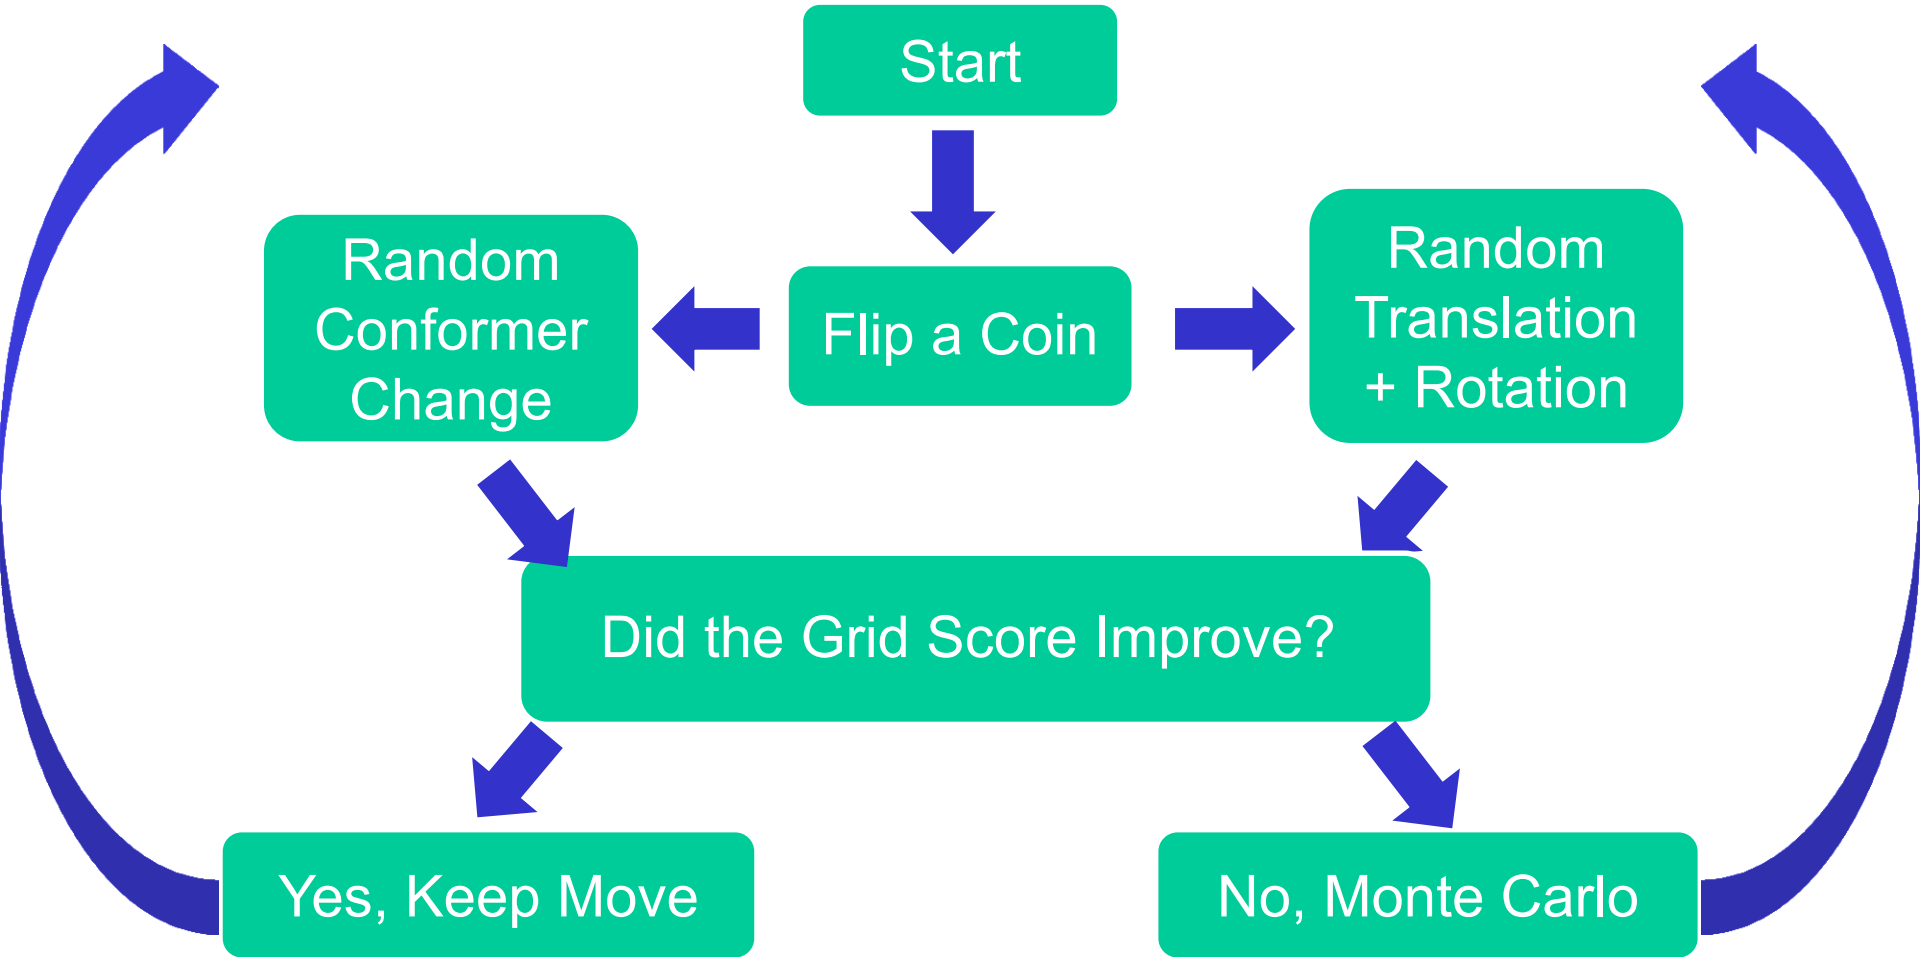 Start
Random
Conformer
Change
Flip a Coin
Random
Translation
+ Rotation
Did the Grid Score Improve?
Yes, Keep Move
No, Monte Carlo